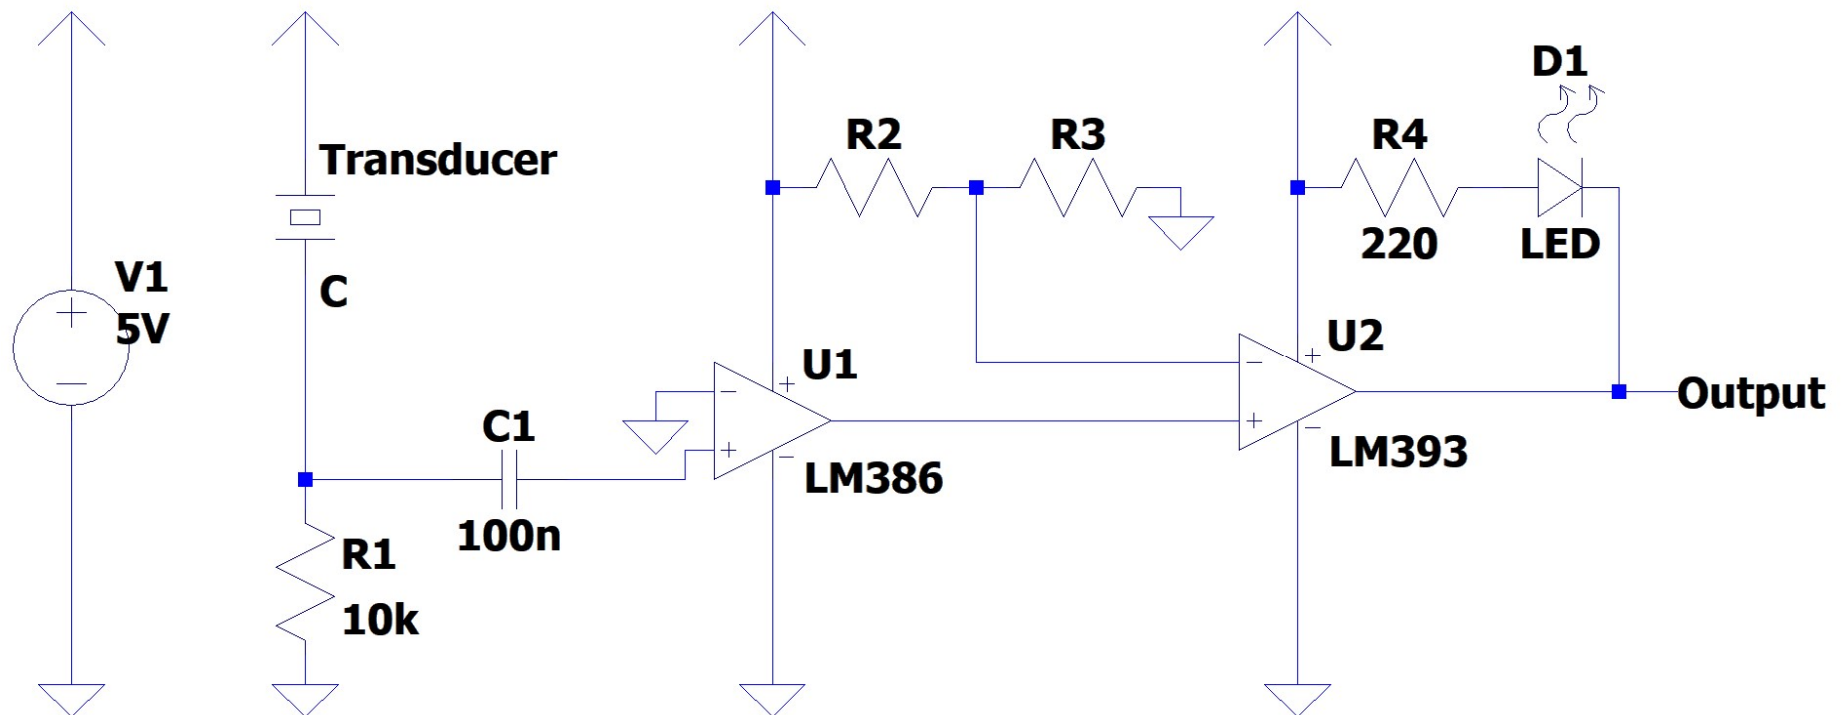 V1
5V
Transducer
C
R1
10k
C1
100n
U1
LM386
R2
R3
R4
220
D1
LED
U2
LM393
Output